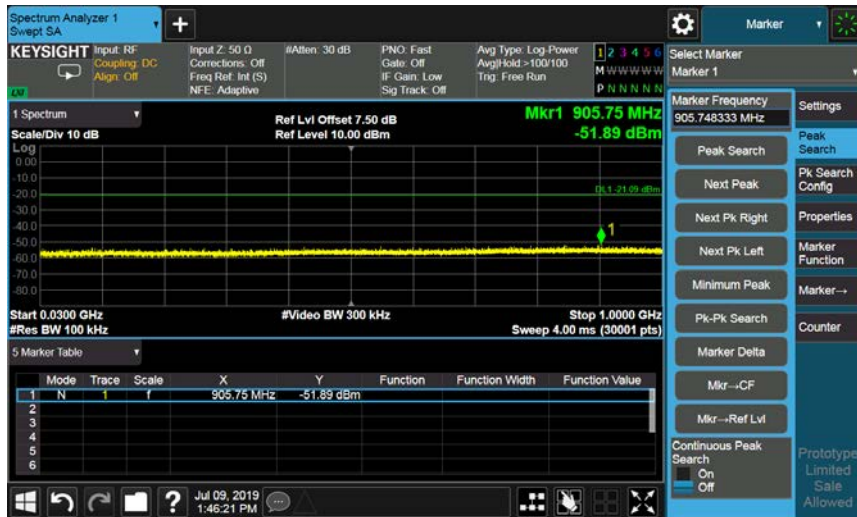 Spectrum Analyzer 1
Swept SA
+
Marker
KEYSIGHT
Input: RF
Coupling: DC
Align: Off
Input Z: 50 Ω
Corrections: Off
Freq Ref: Int (S)
NFE: Adaptive
#Atten: 30 dB
PNO: Fast
Gate: Off
IF Gain: Low
Sig Track: Off
Avg Type: Log-Power
Avg|Hold:>100/100
Trig: Free Run
1 2 3 4 5 6
M W W W W W
P N N N N N
LXI
Select Marker
Marker 1
1 Spectrum
Scale/Div 10 dB
Ref Lvl Offset 7.50 dB
Ref Level 10.00 dBm
Mkr1 905.75 MHz
-51.89 dBm
Log
0.00
-10.0
-20.0
-30.0
-40.0
-50.0
-60.0
-70.0
-80.0
DL1 -21.09 dBm
1
Start 0.0300 GHz
#Res BW 100 kHz
#Video BW 300 kHz
Stop 1.0000 GHz
Sweep 4.00 ms (30001 pts)
5 Marker Table
Mode Trace Scale X Y Function Function Width Function Value
1 N 1 f 905.75 MHz -51.89 dBm
2
3
4
5
6
Marker Frequency
905.748333 MHz
Peak Search
Next Peak
Next Pk Right
Next Pk Left
Minimum Peak
Pk-Pk Search
Marker Delta
Mkr→CF
Mkr→Ref Lvl
Continuous Peak
Search
On
Off
Settings
Peak
Search
Pk Search
Config
Properties
Marker
Function
Marker→
Counter
Prototype
Limited
Sale
Allowed
?
Jul 09, 2019
1:46:21 PM